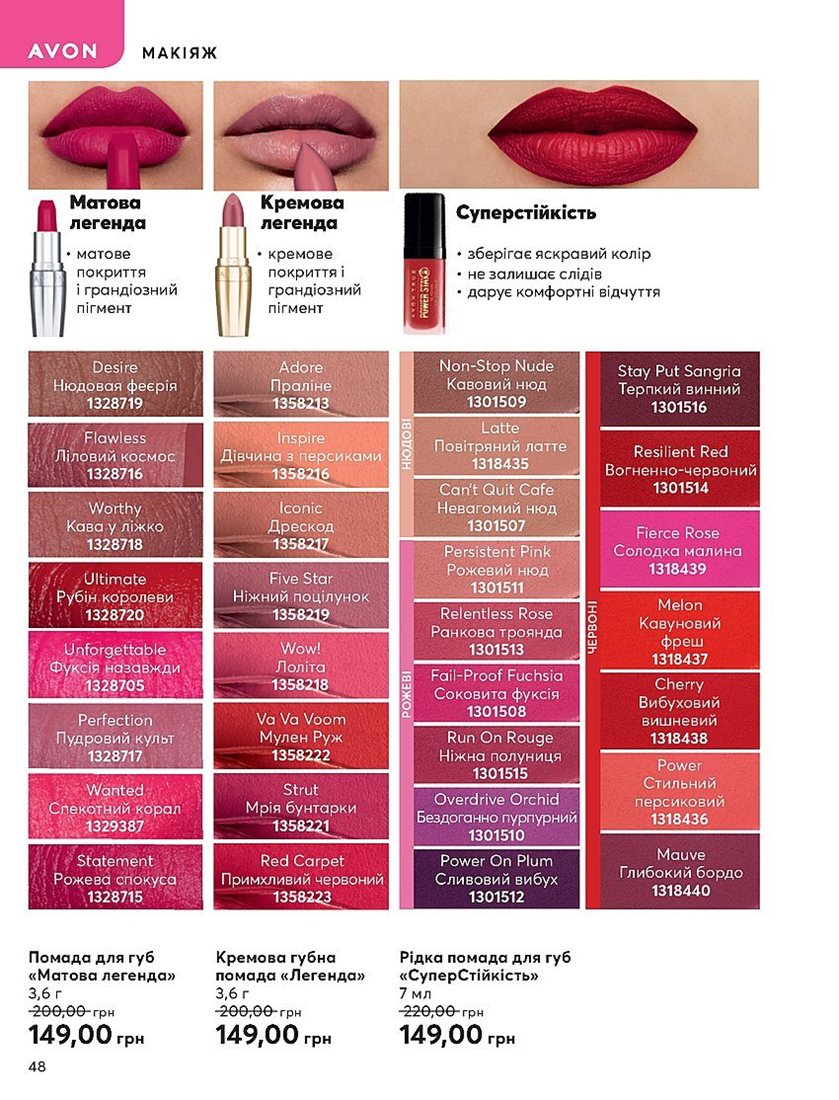 AVON
МАКІЯЖ
Матова
легенда
• матове
покриття
і грандіозний
пігмент
Кремова
легенда
• кремове
покриття і
грандіозний
пігмент
Суперстійкість
• зберігає яскравий колір
• не залишає слідів
• дарує комфортні відчуття
AVON TRUE
POWER STAY
Desire
Нюдовая феєрія
1328719
Flawless
Ліловий космос
1328716
Worthy
Кава у ліжко
1328718
Ultimate
Рубін королеви
1328720
Unforgettable
Фуксія назавжди
1328705
Perfection
Пудровий культ
1328717
Wanted
Спекотний корал
1329387
Statement
Рожева спокуса
1328715
Adore
Праліне
1358213
Inspire
Дівчина з персиками
1358216
Iconic
Дрескод
1358217
Five Star
Ніжний поцілунок
1358219
Wow!
Лоліта
1358218
Va Va Voom
Мулен Руж
1358222
Strut
Мрія бунтарки
1358221
Red Carpet
Примхливий червоний
1358223
НЮДОВІ
Non-Stop Nude
Кавовий нюд
1301509
Latte
Повітряний латте
1318435
Can't Quit Cafe
Невагомий нюд
1301507
РОЖЕВІ
Persistent Pink
Рожевий нюд
1301511
Relentless Rose
Ранкова троянда
1301513
Fail-Proof Fuchsia
Соковита фуксія
1301508
Run On Rouge
Ніжна полуниця
1301515
Overdrive Orchid
Бездоганно пурпурний
1301510
Power On Plum
Сливовий вибух
1301512
ЧЕРВОНІ
Stay Put Sangria
Терпкий винний
1301516
Resilient Red
Вогненно-червоний
1301514
Fierce Rose
Солодка малина
1318439
Melon
Кавуновий
фреш
1318437
Cherry
Вибуховий
вишневий
1318438
Power
Стильний
персиковий
1318436
Mauve
Глибокий бордо
1318440
Помада для губ
«Матова легенда»
3,6 г
200,00 грн
149,00 грн
Кремова губна
помада «Легенда»
3,6 г
200,00 грн
149,00 грн
Рідка помада для губ
«СуперСтійкість»
7 мл
220,00 грн
149,00 грн
48